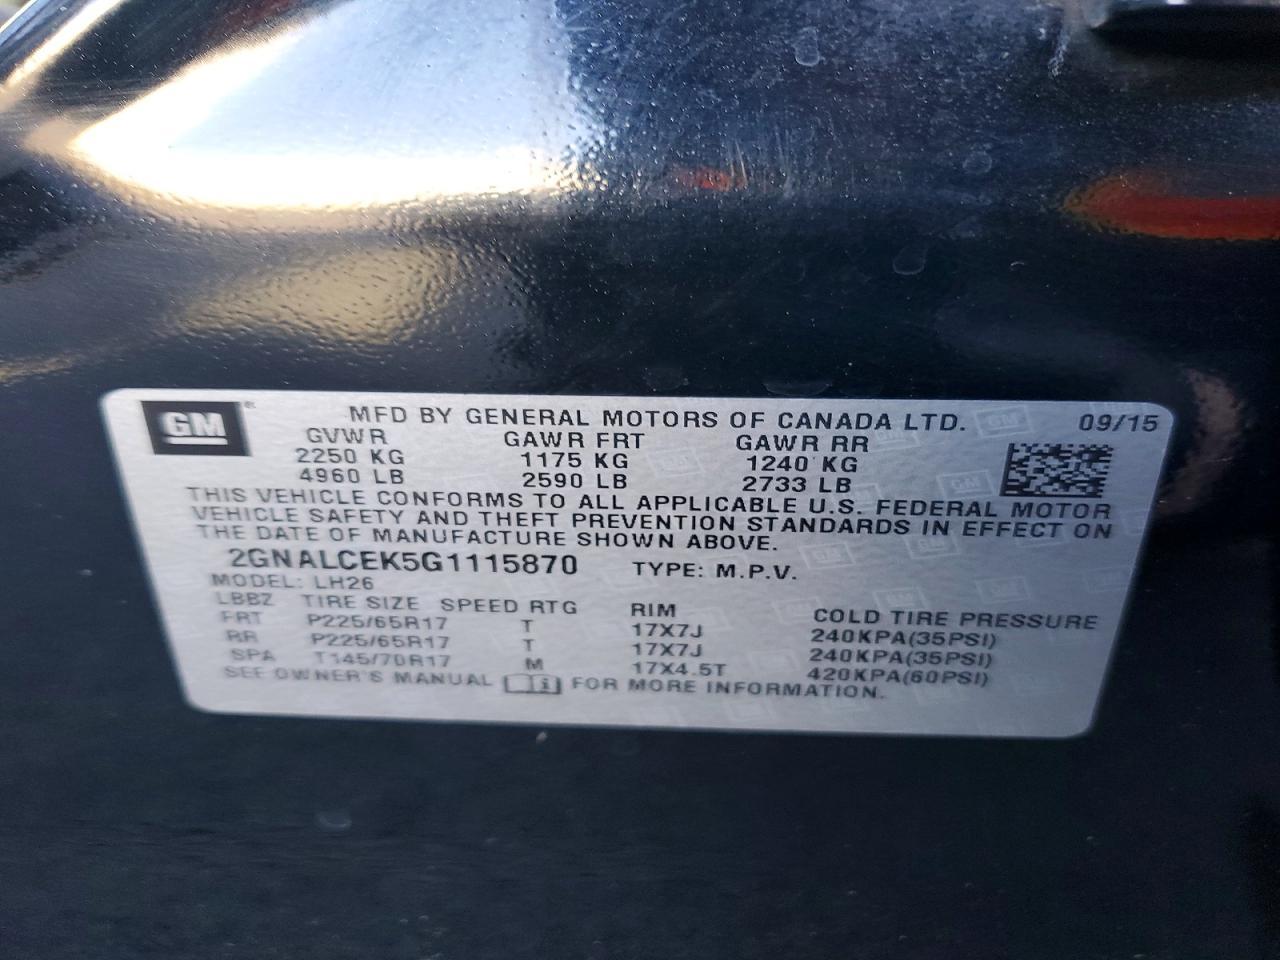 GM
MFD BY GENERAL MOTORS OF CANADA LTD. 09/15
GVWR GAWR FRT GAWR RR
2250 KG 1175 KG 1240 KG
4960 LB 2590 LB 2733 LB
THIS VEHICLE CONFORMS TO ALL APPLICABLE U.S. FEDERAL MOTOR
VEHICLE SAFETY AND THEFT PREVENTION STANDARDS IN EFFECT ON
THE DATE OF MANUFACTURE SHOWN ABOVE.
2GNALCEK5G1115870 TYPE: M.P.V.
MODEL: LH26
LBBZ TIRE SIZE SPEED RTG RIM COLD TIRE PRESSURE
FRT P225/65R17 T 17X7J 240KPA(35PSI)
RR P225/65R17 T 17X7J 240KPA(35PSI)
SPA T145/70R17 M 17X4.5T 420KPA(60PSI)
SEE OWNER'S MANUAL FOR MORE INFORMATION.